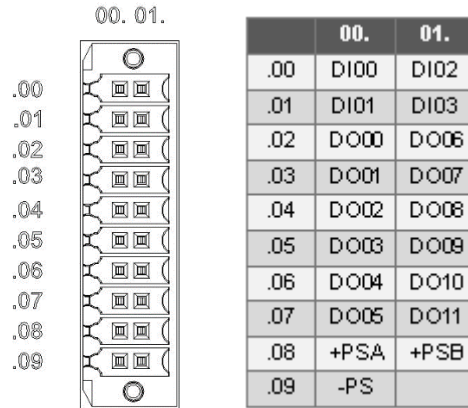 00. 01.
.00
.01
.02
.03
.04
.05
.06
.07
.08
.09
00. 01.
.00 DI00 DI02
.01 DI01 DI03
.02 DO00 DO06
.03 DO01 DO07
.04 DO02 DO08
.05 DO03 DO09
.06 DO04 DO10
.07 DO05 DO11
.08 +PSA +PSB
.09 -PS